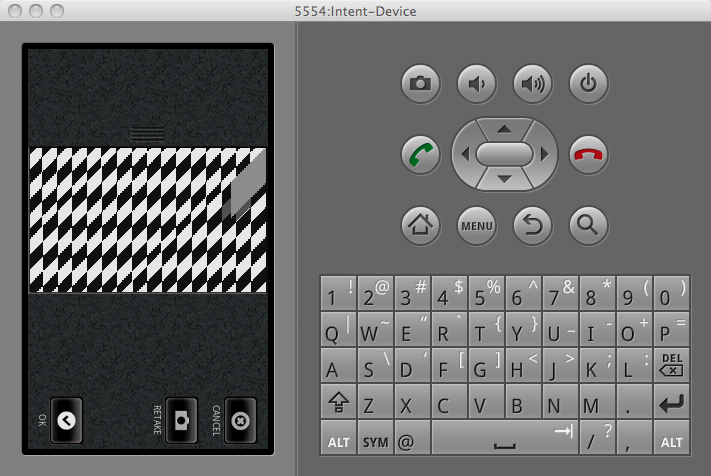 5554:Intent-Device
OK
RETAKE
CANCEL
MENU
1 ! 2 @ 3 # 4 $ 5 % 6 ^ 7 & 8 * 9 ( 0 )
Q | W ~ E “ R ` T { Y } U _ I - O + P =
A S \ D ‘ F [ G ] H < J > K ; L : DEL
Z X C V B N M .
ALT SYM @ / ? , ALT